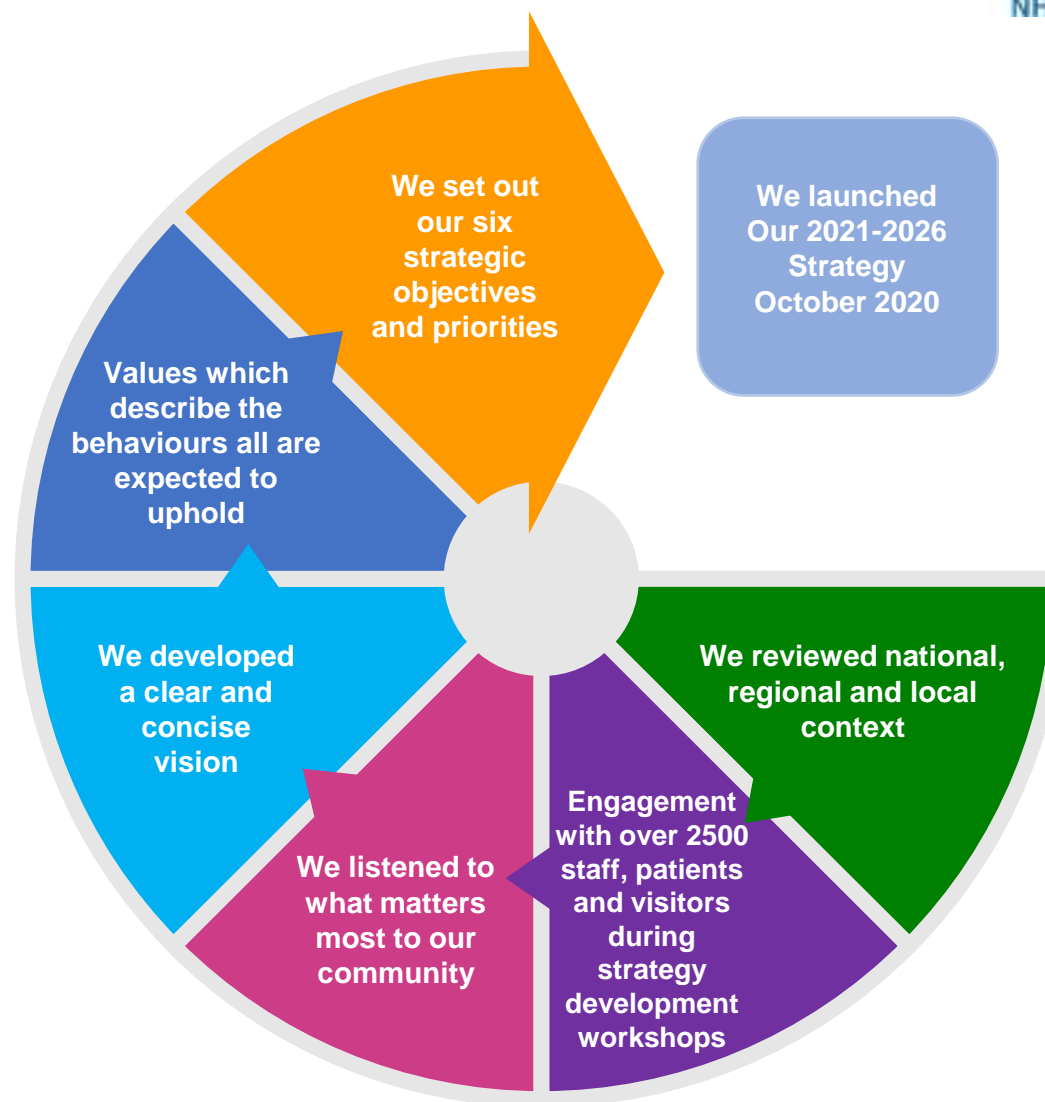 We set out
our six
strategic
objectives
and priorities
We launched
Our 2021-2026
Strategy
October 2020
Values which
describe the
behaviours all are
expected to
uphold
We developed
a clear and
concise
vision
We reviewed national,
regional and local
context
Engagement
with over 2500
staff, patients
and visitors
during
strategy
development
workshops
We listened to
what matters
most to our
community